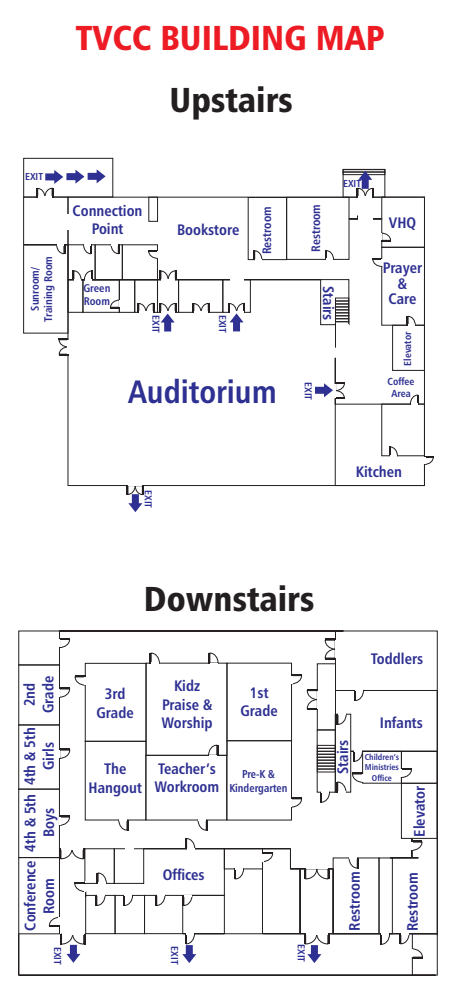 TVCC BUILDING MAP
Upstairs
EXIT
EXIT
Connection
Point
Bookstore
Restroom
Restroom
VHQ
Sunroom/
Training Room
Green
Room
Prayer
&
Care
Stairs
EXIT
EXIT
Elevator
Auditorium
EXIT
Coffee
Area
Kitchen
EXIT
Downstairs
Toddlers
2nd
Grade
3rd
Grade
Kidz
Praise &
Worship
1st
Grade
Infants
4th & 5th
Girls
Stairs
Children's
Ministries
Office
The
Hangout
Teacher's
Workroom
Pre-K &
Kindergarten
4th & 5th
Boys
Elevator
Conference
Room
Offices
Restroom
Restroom
EXIT
EXIT
EXIT